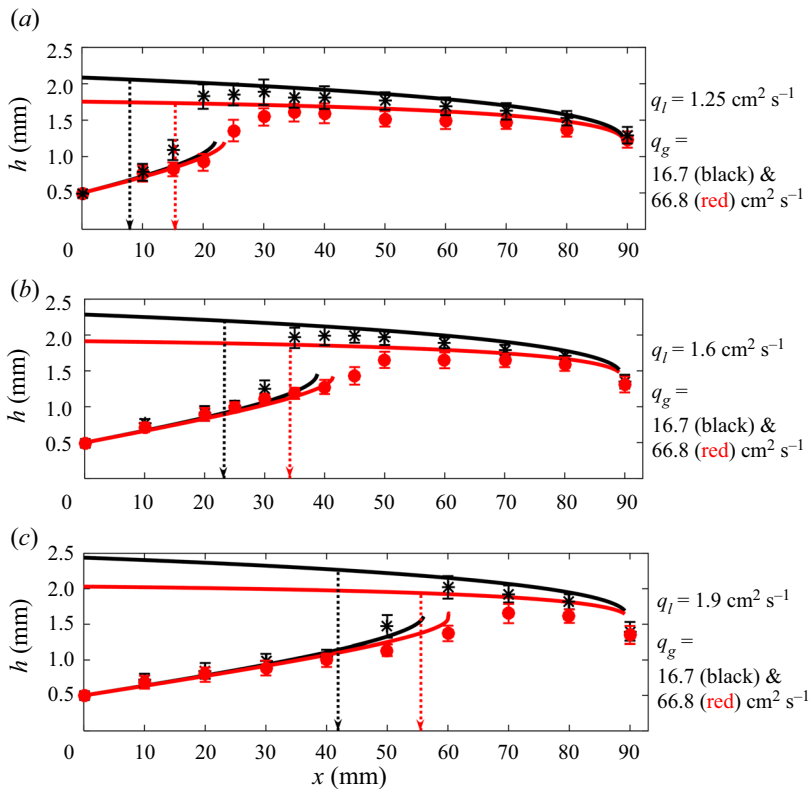 (a)
2.5
2.0
1.5
1.0
0.5
h (mm)
0 10 20 30 40 50 60 70 80 90
q_l = 1.25 cm² s⁻¹
q_g =
16.7 (black) &
66.8 (red) cm² s⁻¹
(b)
2.5
2.0
1.5
1.0
0.5
h (mm)
0 10 20 30 40 50 60 70 80 90
q_l = 1.6 cm² s⁻¹
q_g =
16.7 (black) &
66.8 (red) cm² s⁻¹
(c)
2.5
2.0
1.5
1.0
0.5
h (mm)
0 10 20 30 40 50 60 70 80 90
x (mm)
q_l = 1.9 cm² s⁻¹
q_g =
16.7 (black) &
66.8 (red) cm² s⁻¹